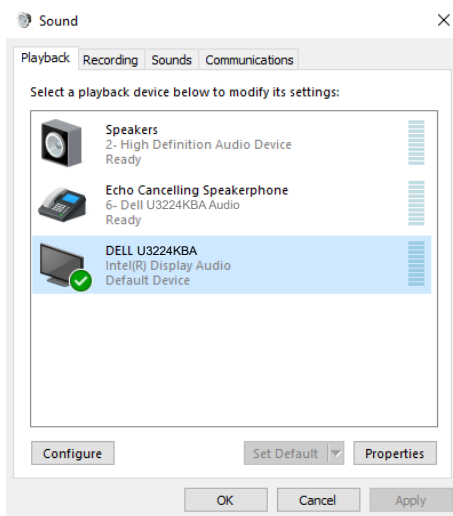 Sound
Playback Recording Sounds Communications
Select a playback device below to modify its settings:
Speakers
2- High Definition Audio Device
Ready
Echo Cancelling Speakerphone
6- Dell U3224KBA Audio
Ready
DELL U3224KBA
Intel(R) Display Audio
Default Device
Configure Set Default Properties
OK Cancel Apply